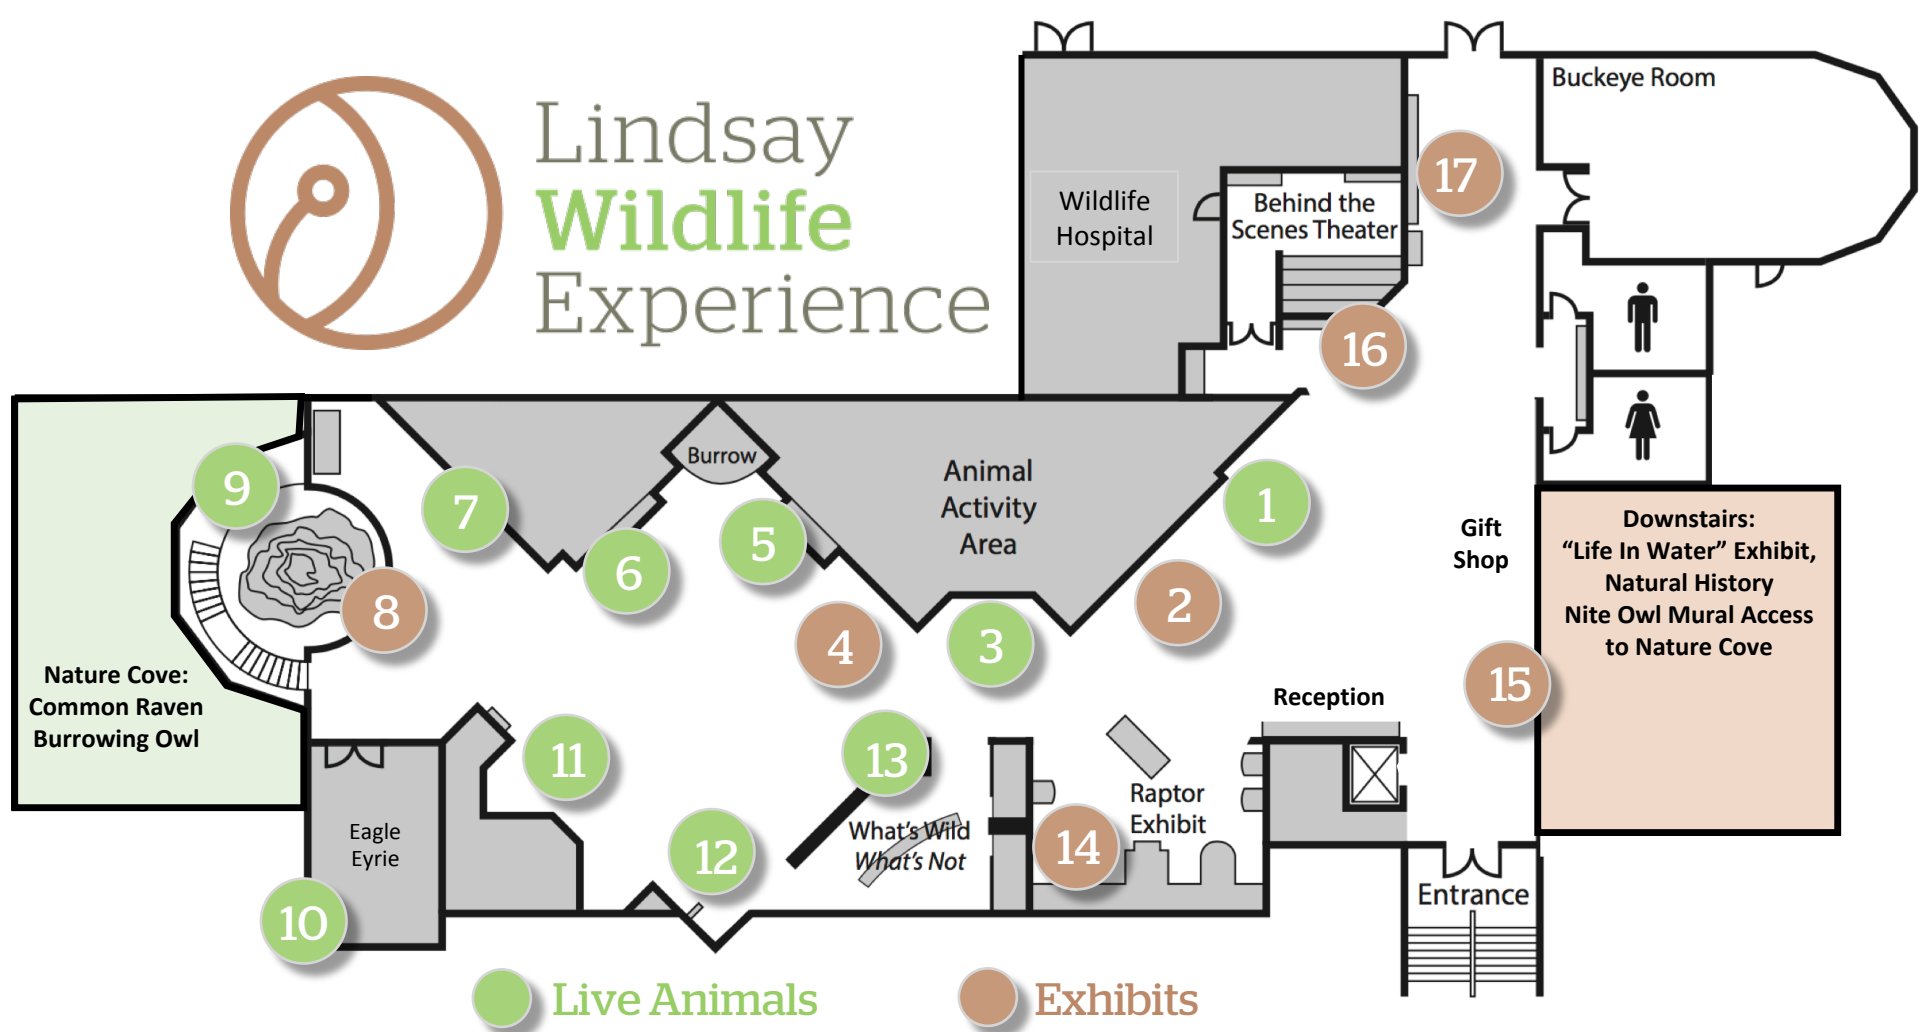 Lindsay
Wildlife
Experience
Buckeye Room
17
Wildlife
Hospital
Behind the
Scenes Theater
16
9
7
Burrow
Animal
Activity
Area
1
5
6
Gift
Shop
Downstairs:
“Life In Water” Exhibit,
Natural History
Nite Owl Mural Access
to Nature Cove
8
2
4
3
15
Nature Cove:
Common Raven
Burrowing Owl
Reception
11
13
Raptor
Exhibit
Eagle
Eyrie
12
What's Wild
What's Not
14
10
Entrance
Live Animals
Exhibits